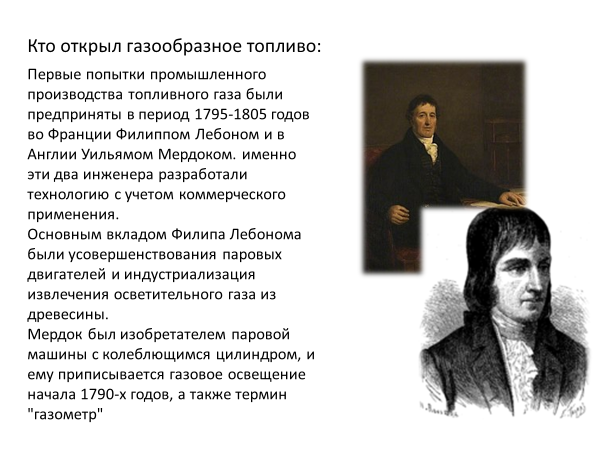 Кто открыл газообразное топливо:
Первые попытки промышленного
производства топливного газа были
предприняты в период 1795-1805 годов
во Франции Филиппом Лебоном и в
Англии Уильямом Мердоком. именно
эти два инженера разработали
технологию с учетом коммерческого
применения.
Основным вкладом Филипа Лебонома
были усовершенствования паровых
двигателей и индустриализация
извлечения осветительного газа из
древесины.
Мердок был изобретателем паровой
машины с колеблющимся цилиндром, и
ему приписывается газовое освещение
начала 1790-х годов, а также термин
"газометр"